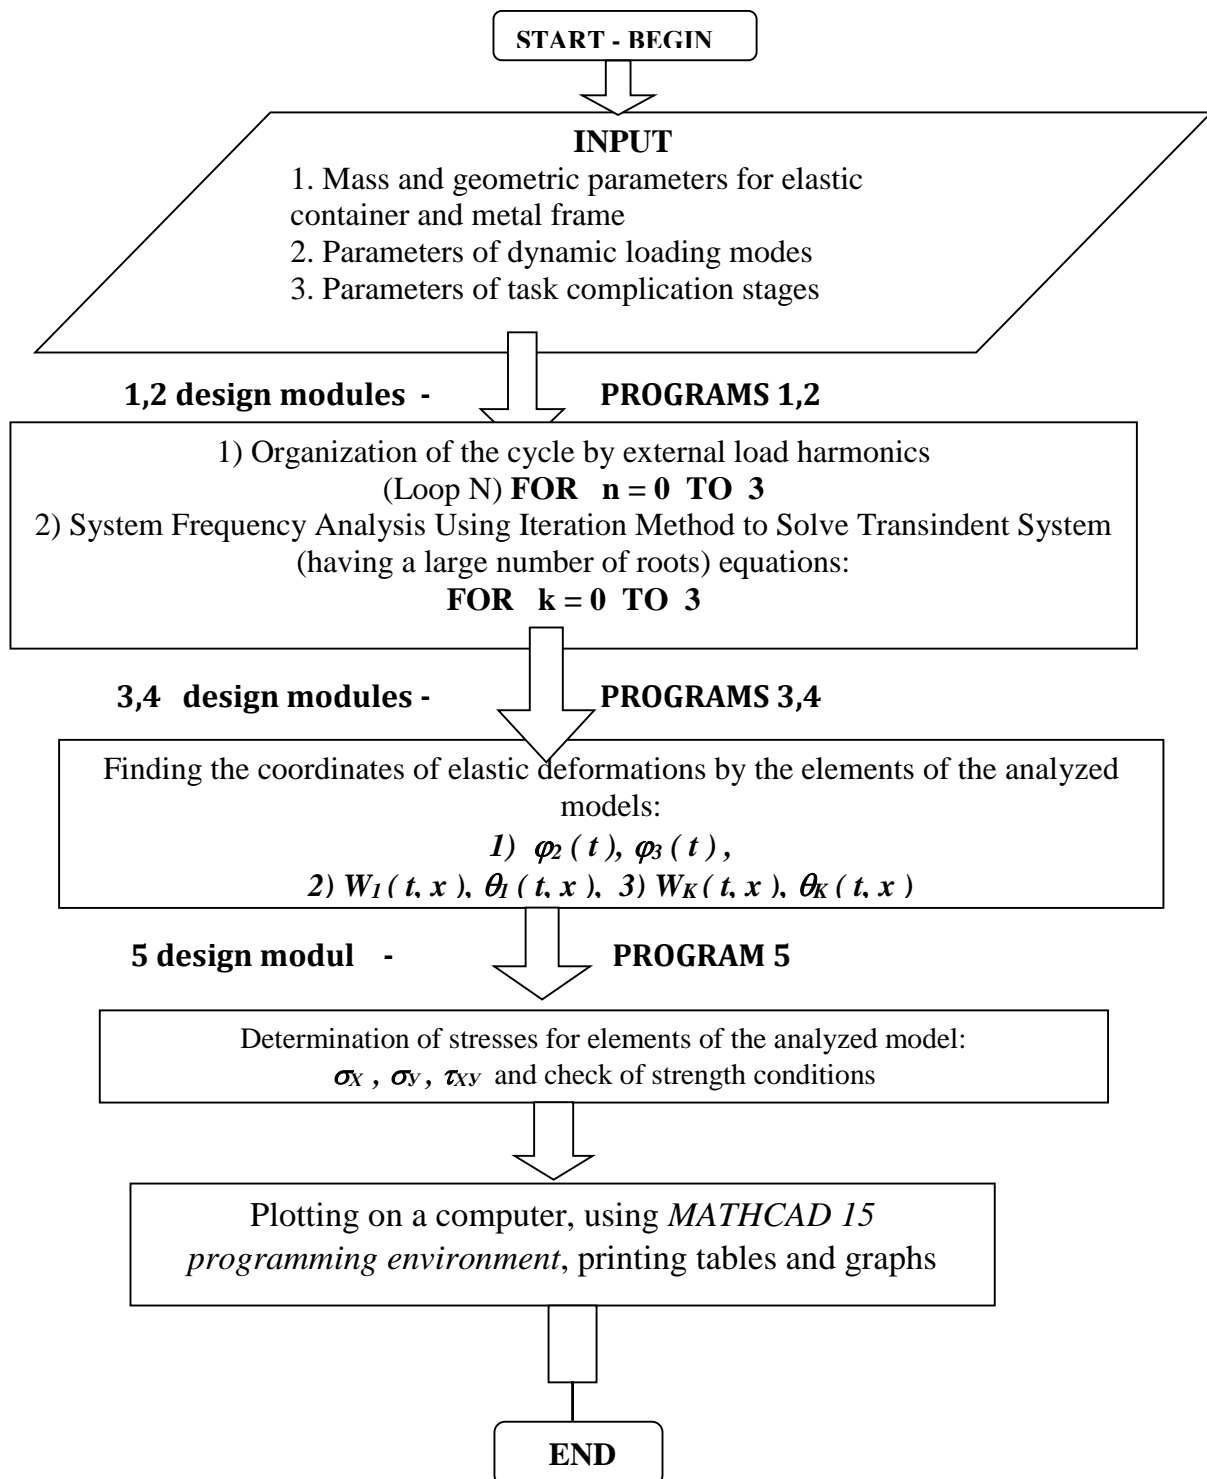 START - BEGIN
INPUT
1. Mass and geometric parameters for elastic
container and metal frame
2. Parameters of dynamic loading modes
3. Parameters of task complication stages
1,2 design modules - PROGRAMS 1,2
1) Organization of the cycle by external load harmonics
(Loop N) FOR n = 0 TO 3
2) System Frequency Analysis Using Iteration Method to Solve Transindent System
(having a large number of roots) equations:
FOR k = 0 TO 3
3,4 design modules - PROGRAMS 3,4
Finding the coordinates of elastic deformations by the elements of the analyzed
models:
1) φ2 ( t ), φ3 ( t ) ,
2) W1 ( t, x ), θ1 ( t, x ), 3) WK ( t, x ), θK ( t, x )
5 design modul - PROGRAM 5
Determination of stresses for elements of the analyzed model:
σX , σY, τXY and check of strength conditions
Plotting on a computer, using MATHCAD 15
programming environment, printing tables and graphs
END